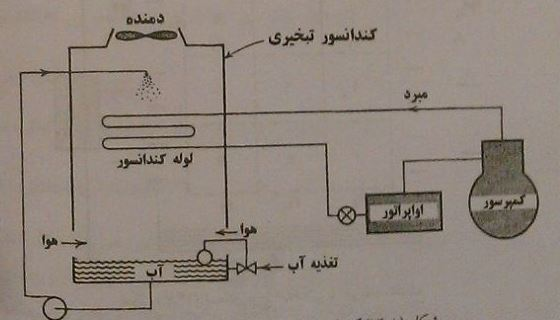 دمنده
کندانسور تبخیری
مبرد
لوله کندانسور
کمپرسور
اواپراتور
هوا
هوا
تغذیه آب
آب